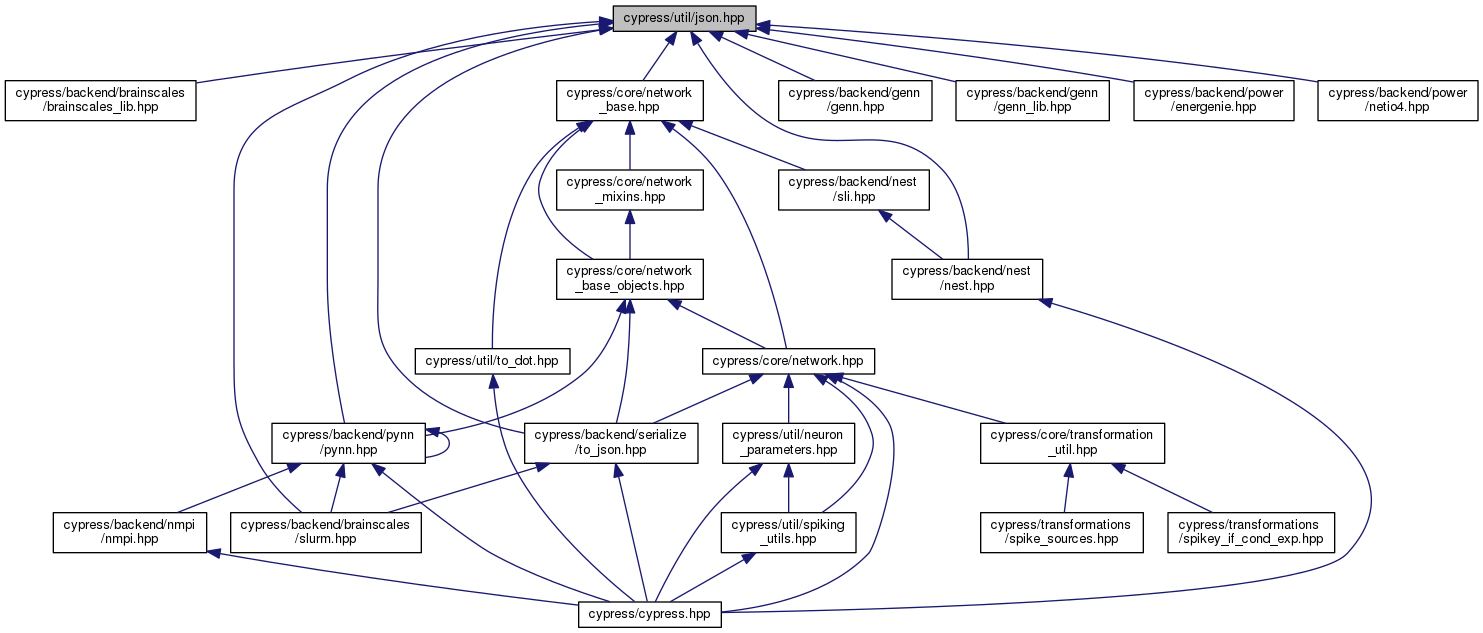 cypress/util/json.hpp
cypress/backend/brainscales
/brainscales_lib.hpp
cypress/core/network
_base.hpp
cypress/backend/genn
/genn.hpp
cypress/backend/genn
/genn_lib.hpp
cypress/backend/power
/energenie.hpp
cypress/backend/power
/netio4.hpp
cypress/core/network
_mixins.hpp
cypress/backend/nest
/sli.hpp
cypress/core/network
_base_objects.hpp
cypress/backend/nest
/nest.hpp
cypress/util/to_dot.hpp
cypress/core/network.hpp
cypress/backend/pynn
/pynn.hpp
cypress/backend/serialize
/to_json.hpp
cypress/util/neuron
_parameters.hpp
cypress/core/transformation
_util.hpp
cypress/backend/nmpi
/nmpi.hpp
cypress/backend/brainscales
/slurm.hpp
cypress/util/spiking
_utils.hpp
cypress/transformations
/spike_sources.hpp
cypress/transformations
/spikey_if_cond_exp.hpp
cypress/cypress.hpp